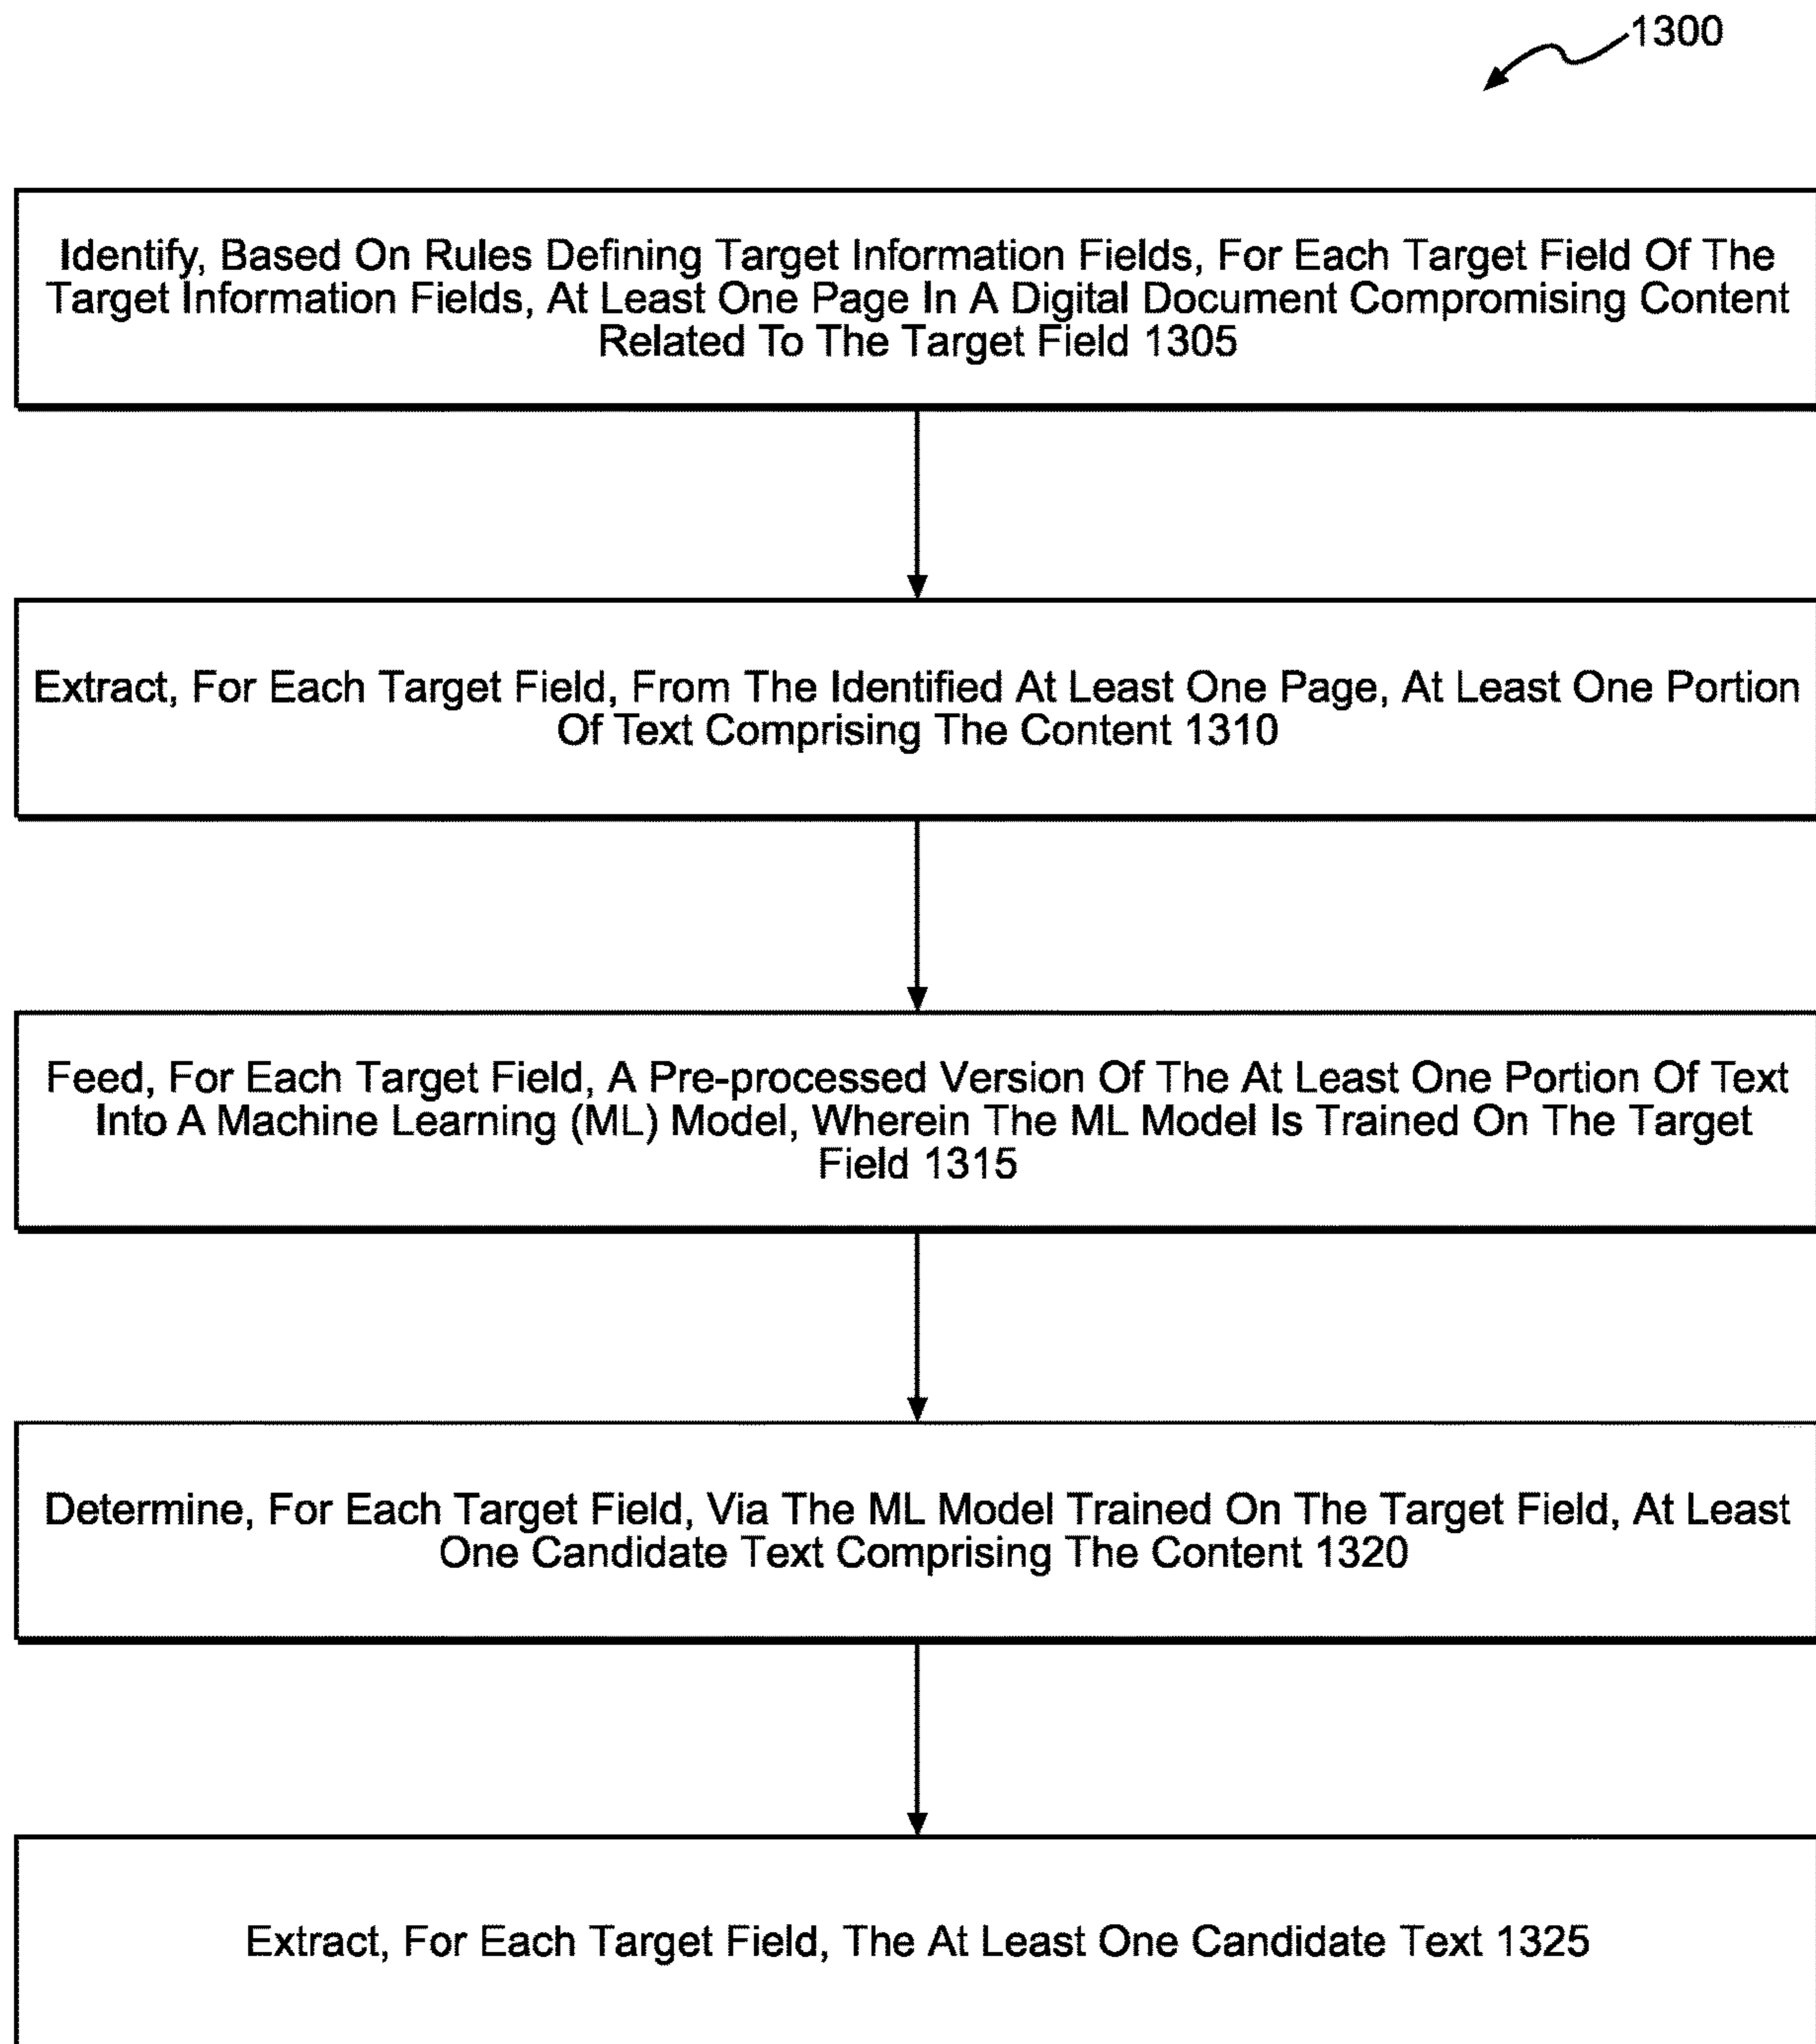 1300
Identify, Based On Rules Defining Target Information Fields, For Each Target Field Of The
Target Information Fields, At Least One Page In A Digital Document Compromising Content
Related To The Target Field 1305
Extract, For Each Target Field, From The Identified At Least One Page, At Least One Portion
Of Text Comprising The Content 1310
Feed, For Each Target Field, A Pre-processed Version Of The At Least One Portion Of Text
Into A Machine Learning (ML) Model, Wherein The ML Model Is Trained On The Target
Field 1315
Determine, For Each Target Field, Via The ML Model Trained On The Target Field, At Least
One Candidate Text Comprising The Content 1320
Extract, For Each Target Field, The At Least One Candidate Text 1325